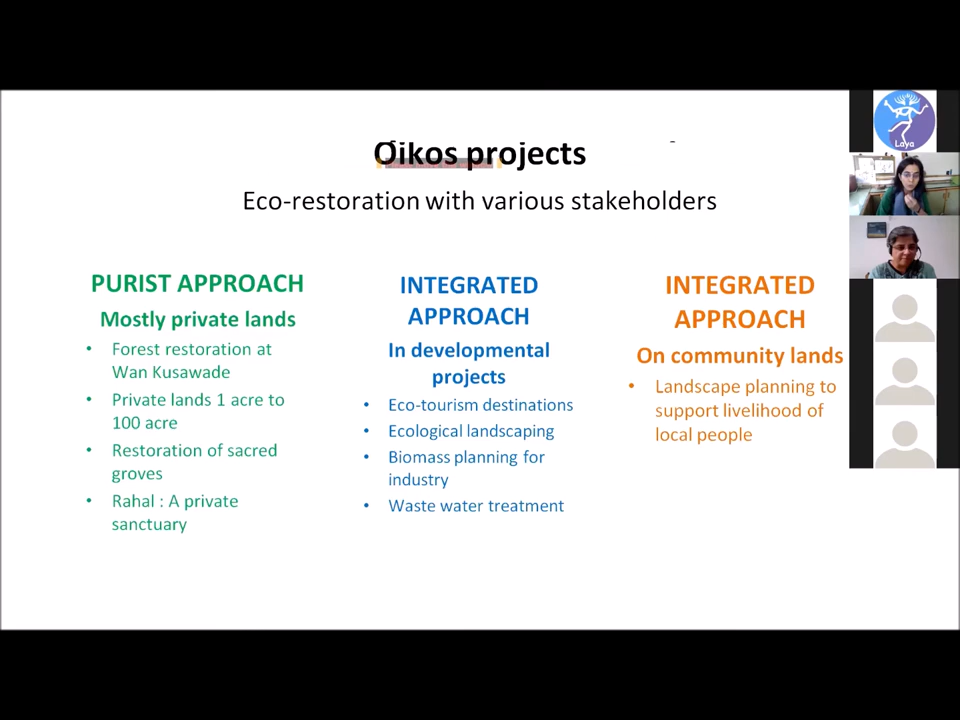 Oikos projects
Eco-restoration with various stakeholders
PURIST APPROACH
Mostly private lands
• Forest restoration at
Wan Kusawade
• Private lands 1 acre to
100 acre
• Restoration of sacred
groves
• Rahal : A private
sanctuary
INTEGRATED
APPROACH
In developmental
projects
• Eco-tourism destinations
• Ecological landscaping
• Biomass planning for
industry
• Waste water treatment
INTEGRATED
APPROACH
On community lands
• Landscape planning to
support livelihood of
local people
Laya